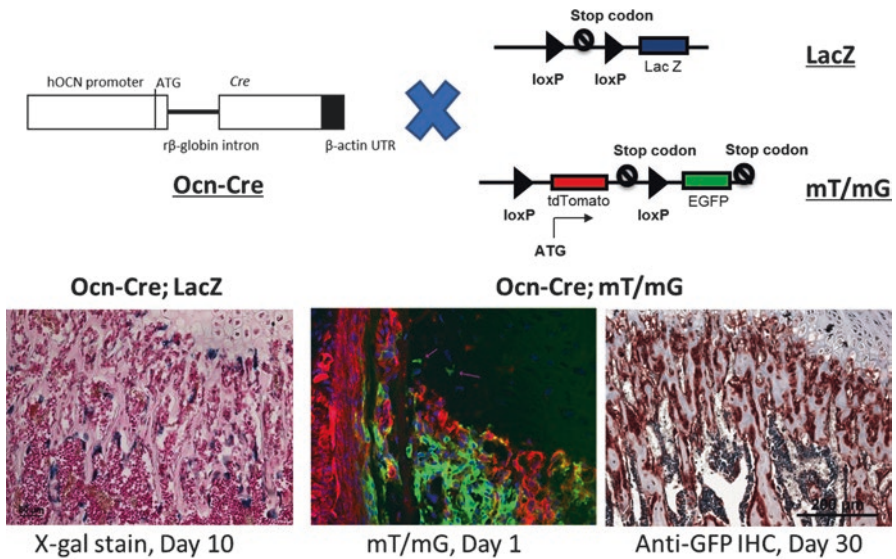 Stop codon
loxP
loxP
Lac Z
LacZ
hOCN promoter
ATG
Cre
rβ-globin intron
β-actin UTR
Ocn-Cre
Stop codon
Stop codon
loxP
tdTomato
loxP
EGFP
mT/mG
ATG
Ocn-Cre; LacZ
Ocn-Cre; mT/mG
200 µm
X-gal stain, Day 10
mT/mG, Day 1
Anti-GFP IHC, Day 30